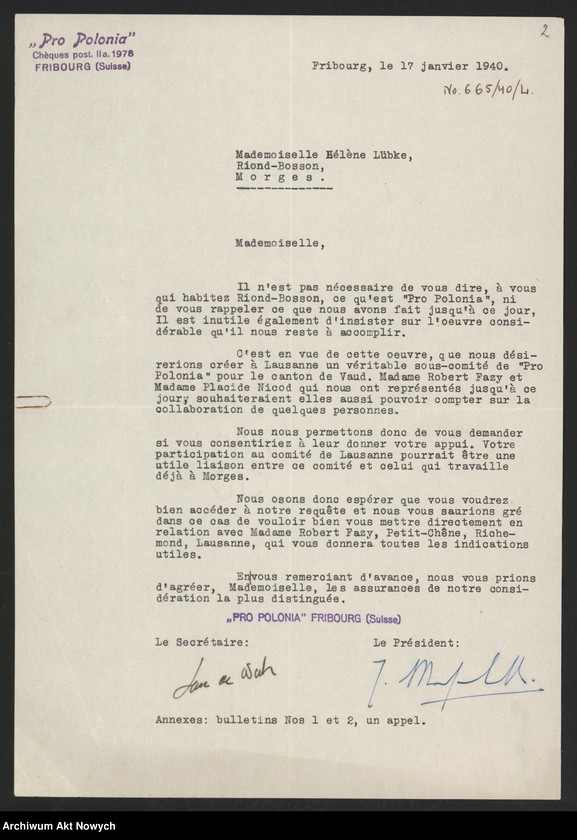 2
„Pro Polonia"
Chèques post. IIa. 1978
FRIBOURG (Suisse)
Fribourg, le 17 janvier 1940.
No. 665/40/L.
Mademoiselle Hélène Lübke,
Riond-Bosson,
M o r g e s .
Mademoiselle,
Il n'est pas nécessaire de vous dire, à vous
qui habitez Riond-Bosson, ce qu'est "Pro Polonia", ni
de vous rappeler ce que nous avons fait jusqu'à ce jour,
Il est inutile également d'insister sur l'oeuvre consi-
dérable qu'il nous reste à accomplir.
C'est en vue de cette oeuvre, que nous dési-
rerions créer à Lausanne un véritable sous-comité de "Pro
Polonia" pour le canton de Vaud. Madame Robert Fazy et
Madame Placide Nicod qui nous ont représentés jusqu'à ce
jour, souhaiteraient elles aussi pouvoir compter sur la
collaboration de quelques personnes.
Nous nous permettons donc de vous demander
si vous consentiriez à leur donner votre appui. Votre
participation au comité de Lausanne pourrait être une
utile liaison entre ce comité et celui qui travaille
déjà à Morges.
Nous osons donc espérer que vous voudrez
bien accéder à notre requête et nous vous saurions gré
dans ce cas de vouloir bien vous mettre directement en
relation avec Madame Robert Fazy, Petit-Chêne, Riche-
mond, Lausanne, qui vous donnera toutes les indications
utiles.
En vous remerciant d'avance, nous vous prions
d'agréer, Mademoiselle, les assurances de notre consi-
dération la plus distinguée.
„PRO POLONIA" FRIBOURG (Suisse)
Le Secrétaire: Le Président:
Annexes: bulletins Nos 1 et 2, un appel.
Archiwum Akt Nowych